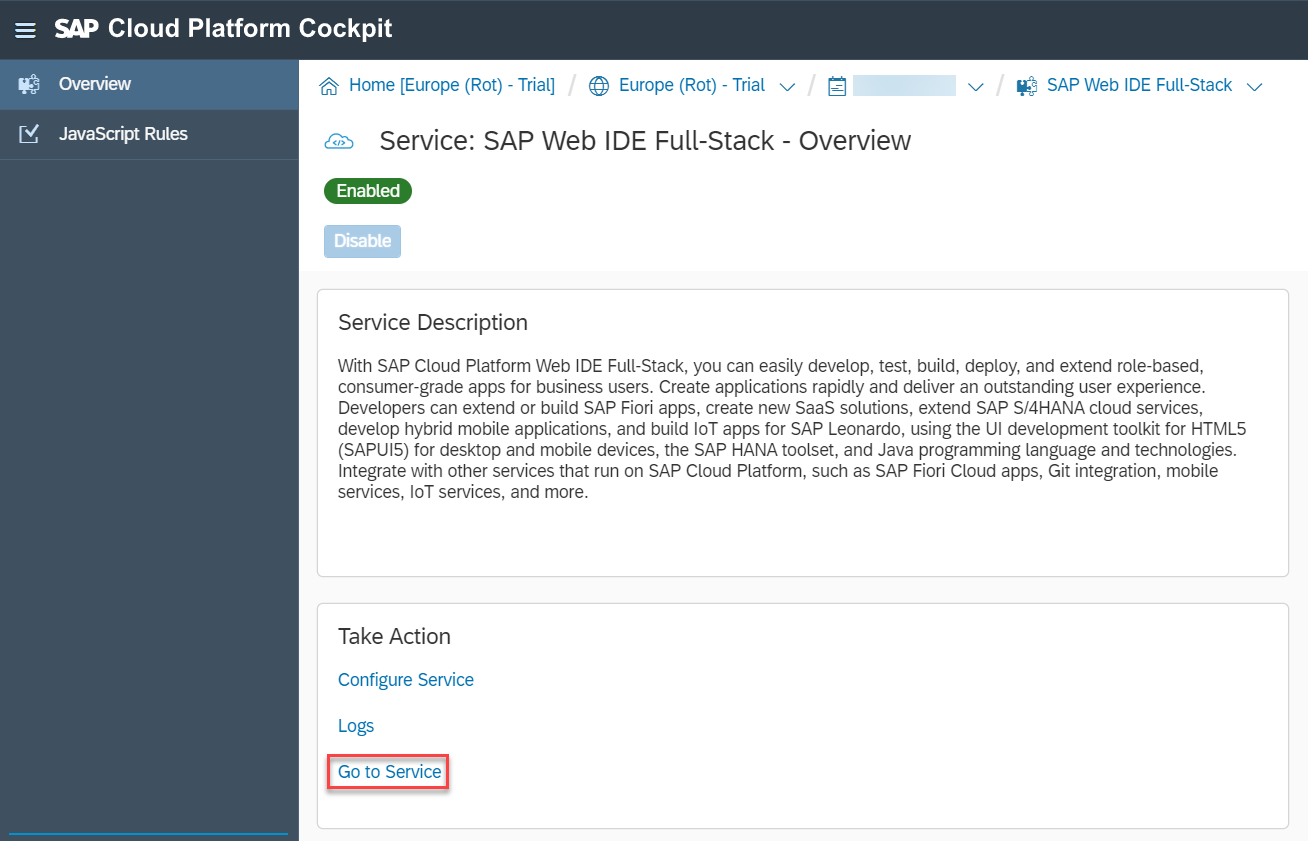 SAP Cloud Platform Cockpit
Overview
JavaScript Rules
Home [Europe (Rot) - Trial] / Europe (Rot) - Trial / / SAP Web IDE Full-Stack
Service: SAP Web IDE Full-Stack - Overview
Enabled
Disable
Service Description
With SAP Cloud Platform Web IDE Full-Stack, you can easily develop, test, build, deploy, and extend role-based,
consumer-grade apps for business users. Create applications rapidly and deliver an outstanding user experience.
Developers can extend or build SAP Fiori apps, create new SaaS solutions, extend SAP S/4HANA cloud services,
develop hybrid mobile applications, and build IoT apps for SAP Leonardo, using the UI development toolkit for HTML5
(SAPUI5) for desktop and mobile devices, the SAP HANA toolset, and Java programming language and technologies.
Integrate with other services that run on SAP Cloud Platform, such as SAP Fiori Cloud apps, Git integration, mobile
services, IoT services, and more.
Take Action
Configure Service
Logs
Go to Service